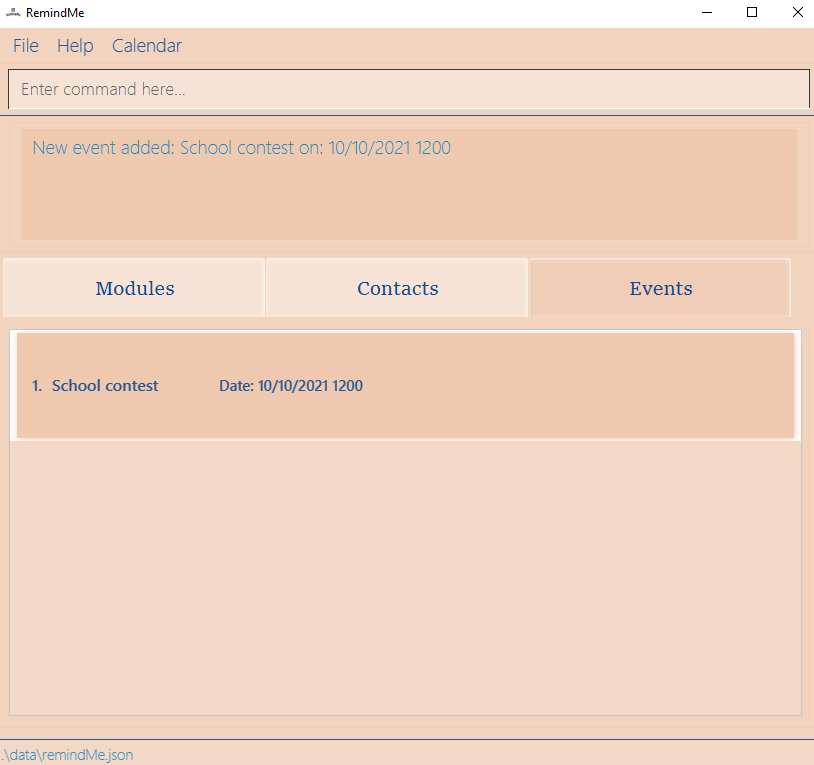 RemindMe
File Help Calendar
Enter command here...
New event added: School contest on: 10/10/2021 1200
Modules Contacts Events
1. School contest Date: 10/10/2021 1200
.\data\remindMe.json